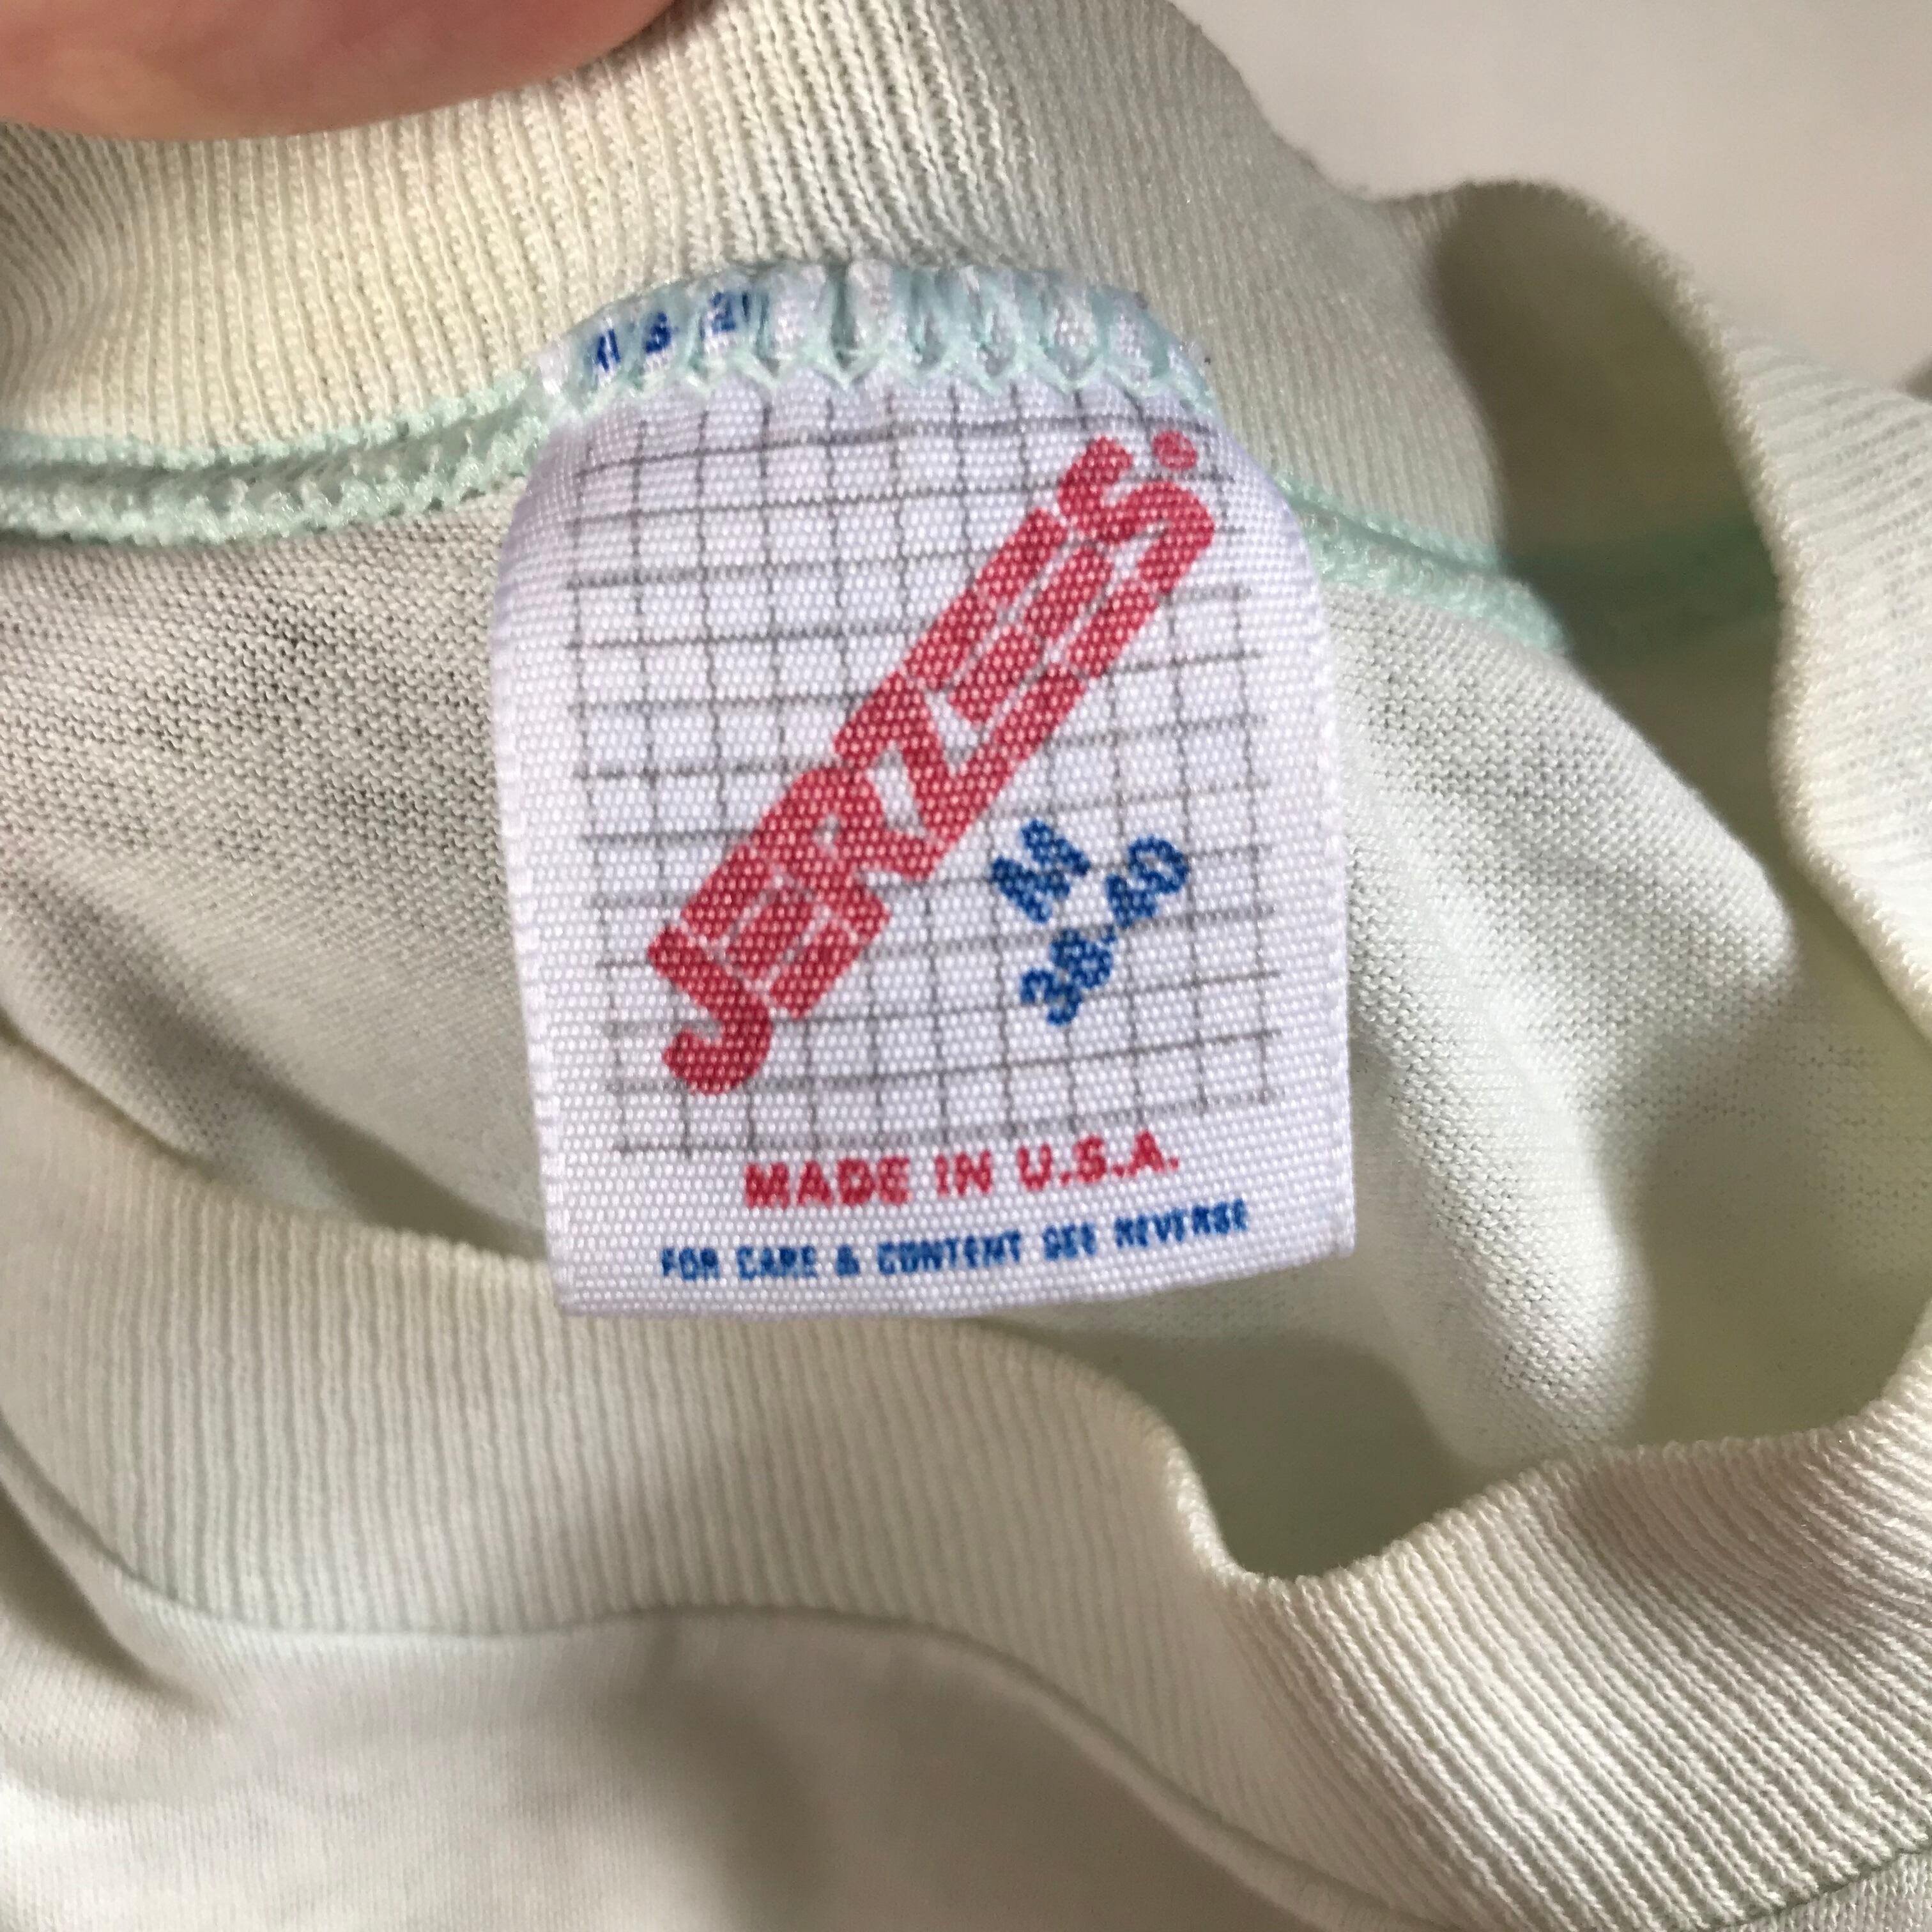 JERZEES
M
38-40
MADE IN U.S.A.
FOR CARE & CONTENT SEE REVERSE